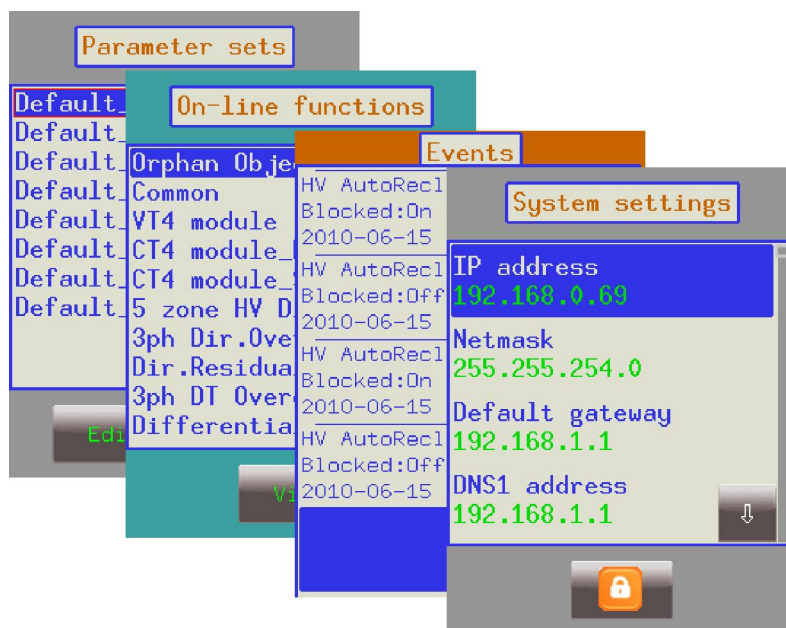 Parameter sets
Default_
Default_
Default_
Default_
Default_
Default_
Default_
Default_
Edi
On-line functions
Orphan Obje
Common
VT4 module
CT4 module_
CT4 module_
5 zone HV D
3ph Dir.Ove
Dir.Residua
3ph DT Over
Differentia
Vi
Events
HV AutoRecl
Blocked:On
2010-06-15
HV AutoRecl
Blocked:Off
2010-06-15
HV AutoRecl
Blocked:On
2010-06-15
HV AutoRecl
Blocked:Off
2010-06-15
System settings
IP address
192.168.0.69
Netmask
255.255.254.0
Default gateway
192.168.1.1
DNS1 address
192.168.1.1